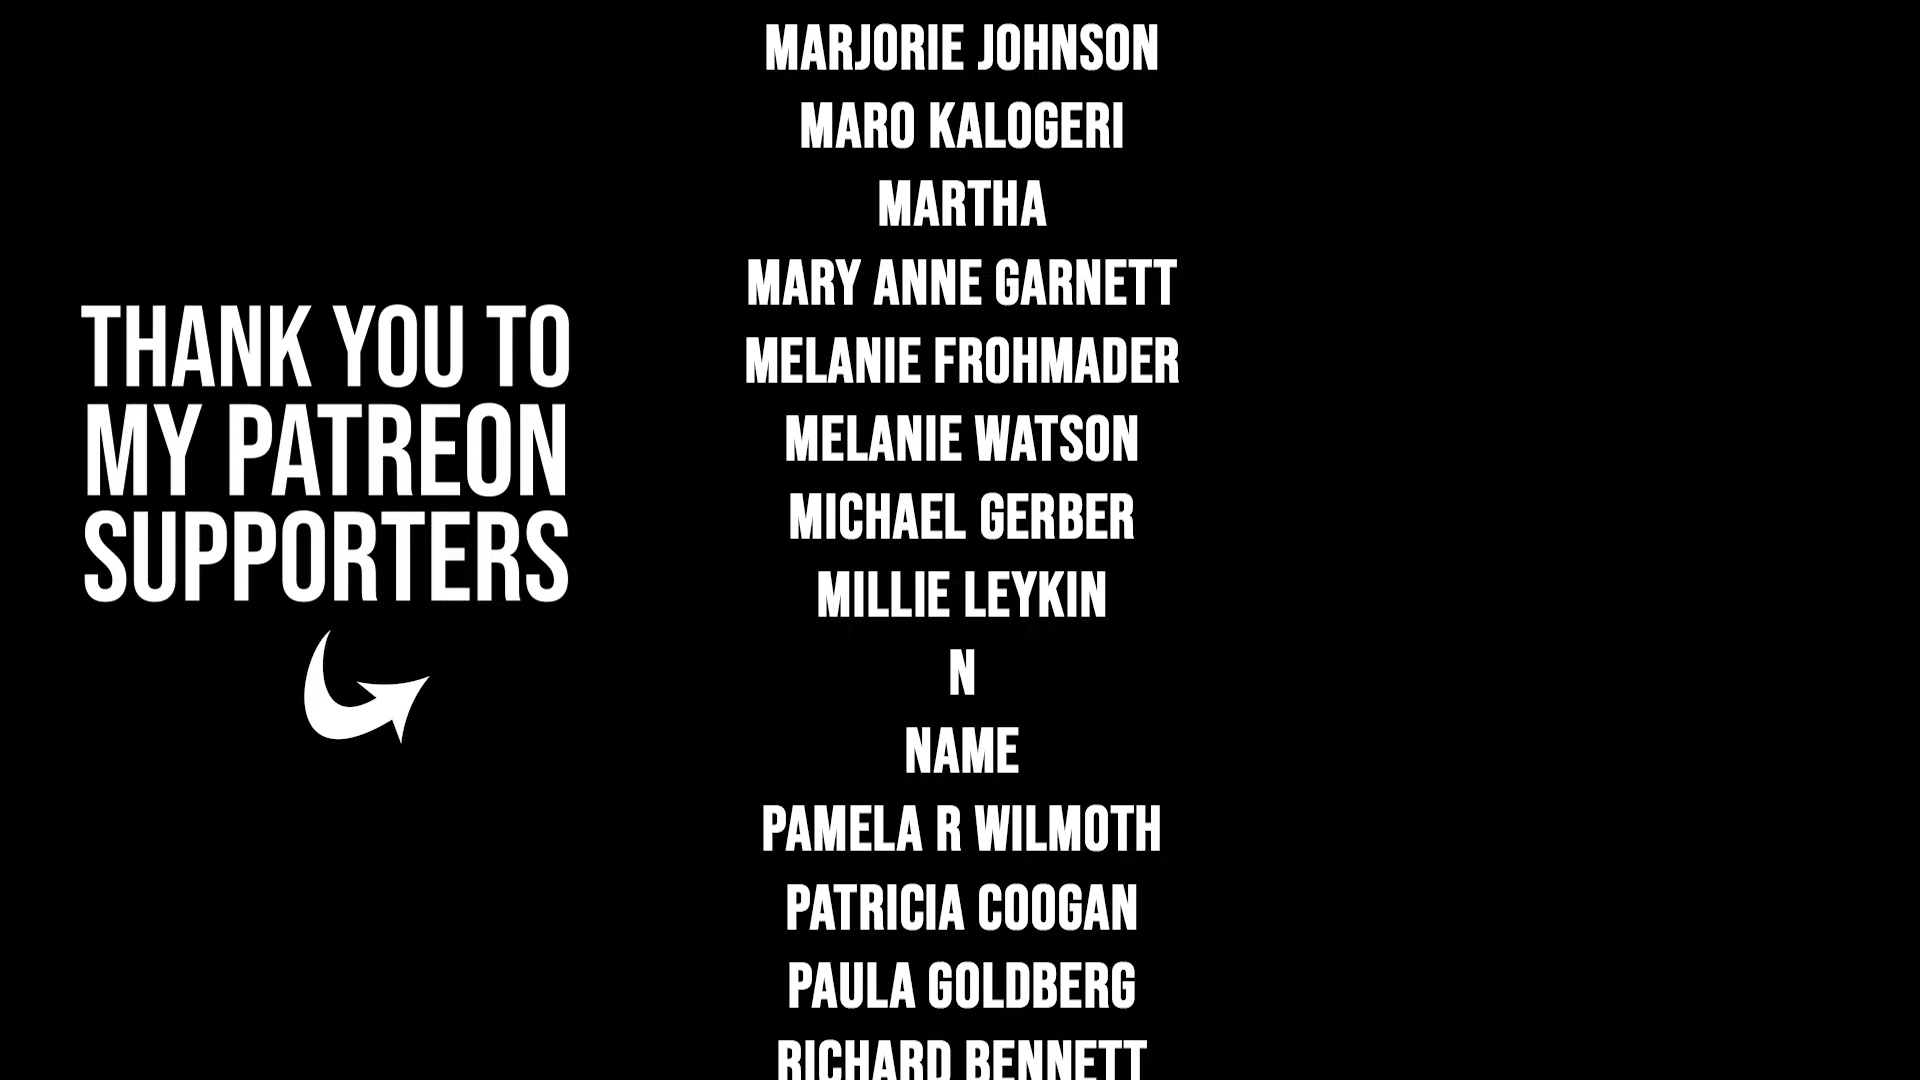 THANK YOU TO
MY PATREON
SUPPORTERS
MARJORIE JOHNSON
MARO KALOGERI
MARTHA
MARY ANNE GARNETT
MELANIE FROHMADER
MELANIE WATSON
MICHAEL GERBER
MILLIE LEYKIN
N
NAME
PAMELA R WILMOTH
PATRICIA COOGAN
PAULA GOLDBERG
RICHARD BENNETT